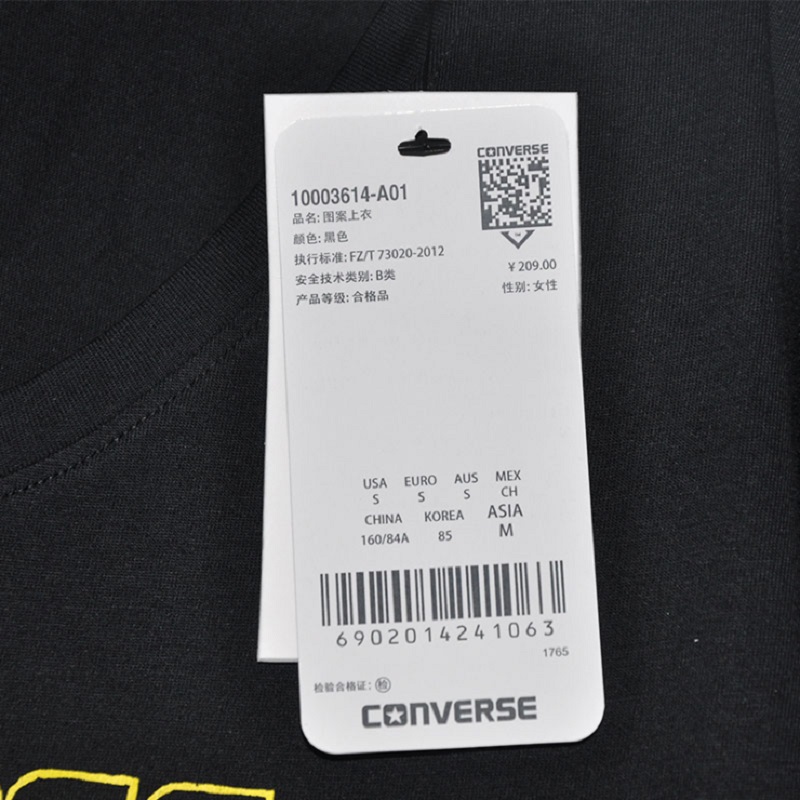 CONVERSE
10003614-A01
品名: 图案上衣
颜色: 黑色
执行标准: FZ/T 73020-2012
安全技术类别: B类
产品等级: 合格品
¥209.00
性别: 女性
USA EURO AUS MEX
S S S CH
CHINA KOREA ASIA
160/84A 85 M
6902014241063
1765
检验合格证: 检
CONVERSE